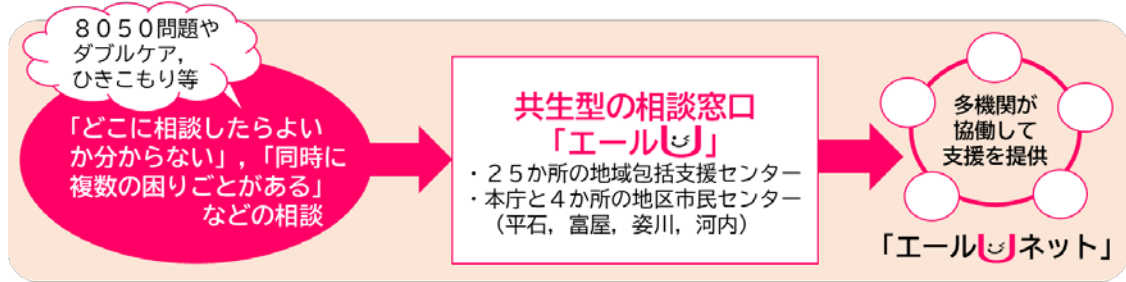 ８０５０問題や
ダブルケア，
ひきこもり等
「どこに相談したらよい
か分からない」，「同時に
複数の困りごとがある」
などの相談
共生型の相談窓口
「エールU」
・２５か所の地域包括支援センター
・本庁と４か所の地区市民センター
（平石，富屋，姿川，河内）
多機関が
協働して
支援を提供
「エールUネット」